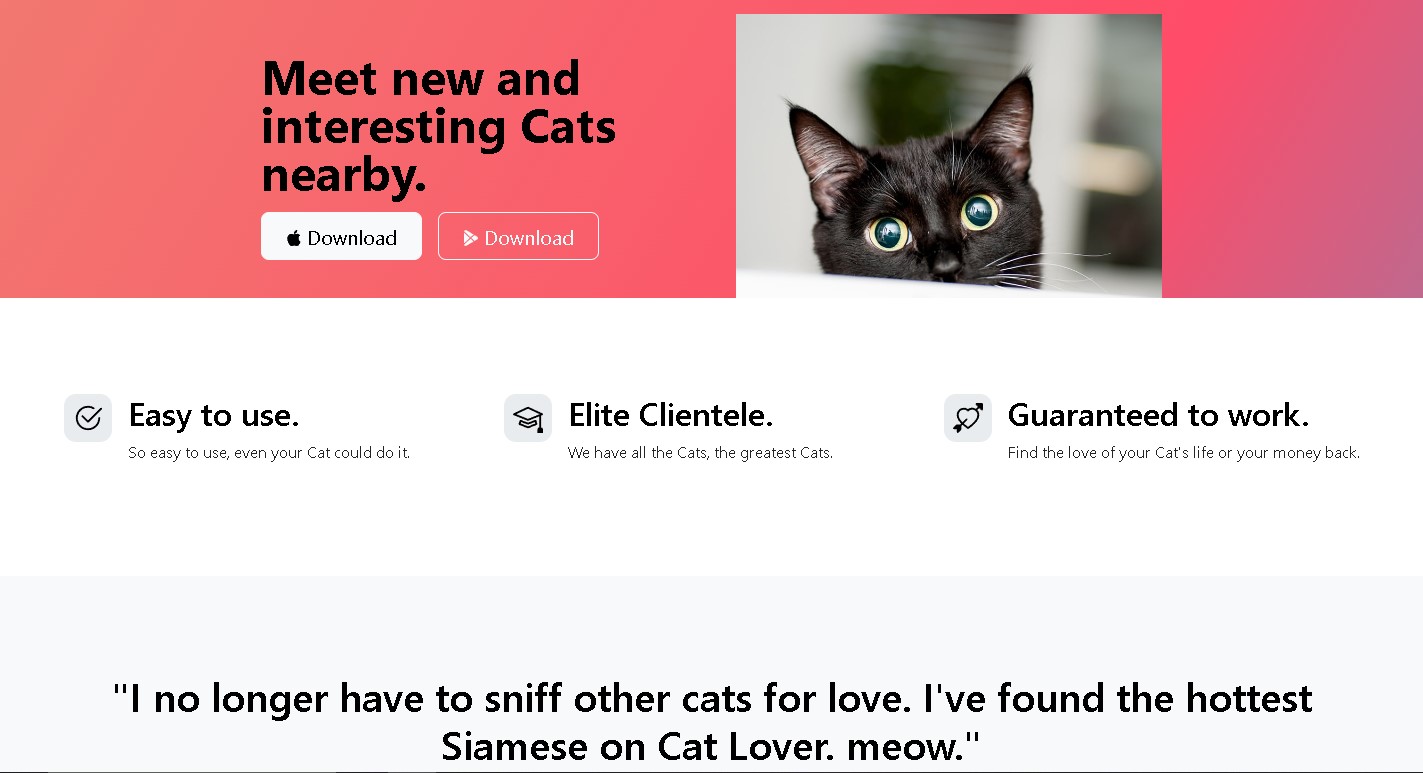 Meet new and
interesting Cats
nearby.
Download
Download
Easy to use.
So easy to use, even your Cat could do it.
Elite Clientele.
We have all the Cats, the greatest Cats.
Guaranteed to work.
Find the love of your Cat's life or your money back.
"I no longer have to sniff other cats for love. I've found the hottest
Siamese on Cat Lover. meow."